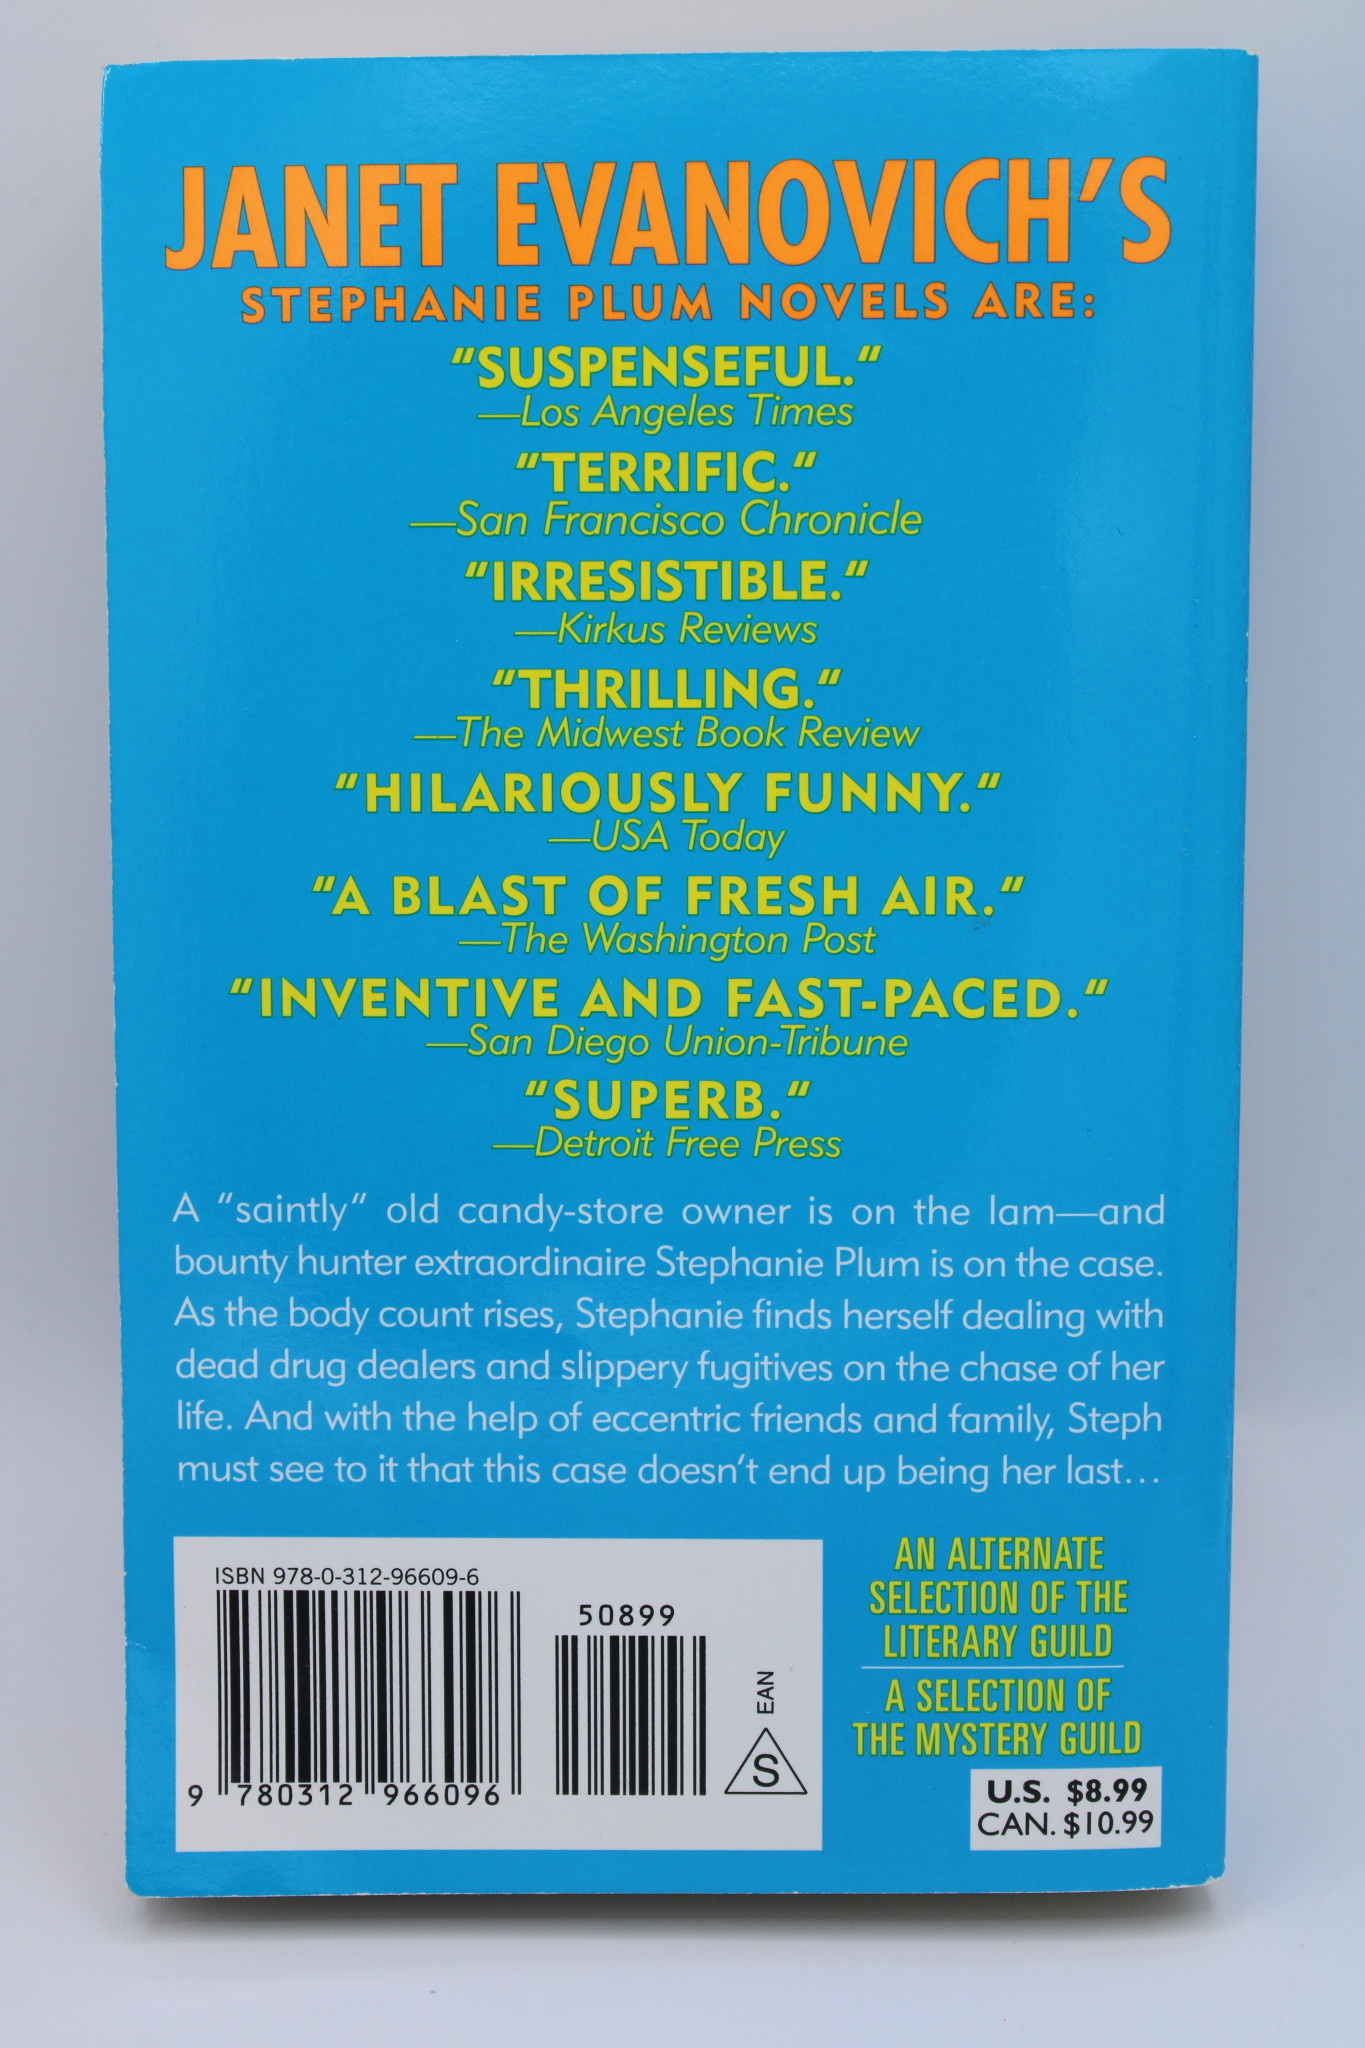 JANET EVANOVICH'S
STEPHANIE PLUM NOVELS ARE:
"SUSPENSEFUL."
—Los Angeles Times
"TERRIFIC."
—San Francisco Chronicle
"IRRESISTIBLE."
—Kirkus Reviews
"THRILLING."
—The Midwest Book Review
"HILARIOUSLY FUNNY."
—USA Today
"A BLAST OF FRESH AIR."
—The Washington Post
"INVENTIVE AND FAST-PACED."
—San Diego Union-Tribune
"SUPERB."
—Detroit Free Press
A "saintly" old candy-store owner is on the lam—and
bounty hunter extraordinaire Stephanie Plum is on the case.
As the body count rises, Stephanie finds herself dealing with
dead drug dealers and slippery fugitives on the chase of her
life. And with the help of eccentric friends and family, Steph
must see to it that this case doesn't end up being her last...
ISBN 978-0-312-96609-6
50899
9 780312 966096
EAN
S
AN ALTERNATE
SELECTION OF THE
LITERARY GUILD
A SELECTION OF
THE MYSTERY GUILD
U.S. $8.99
CAN. $10.99